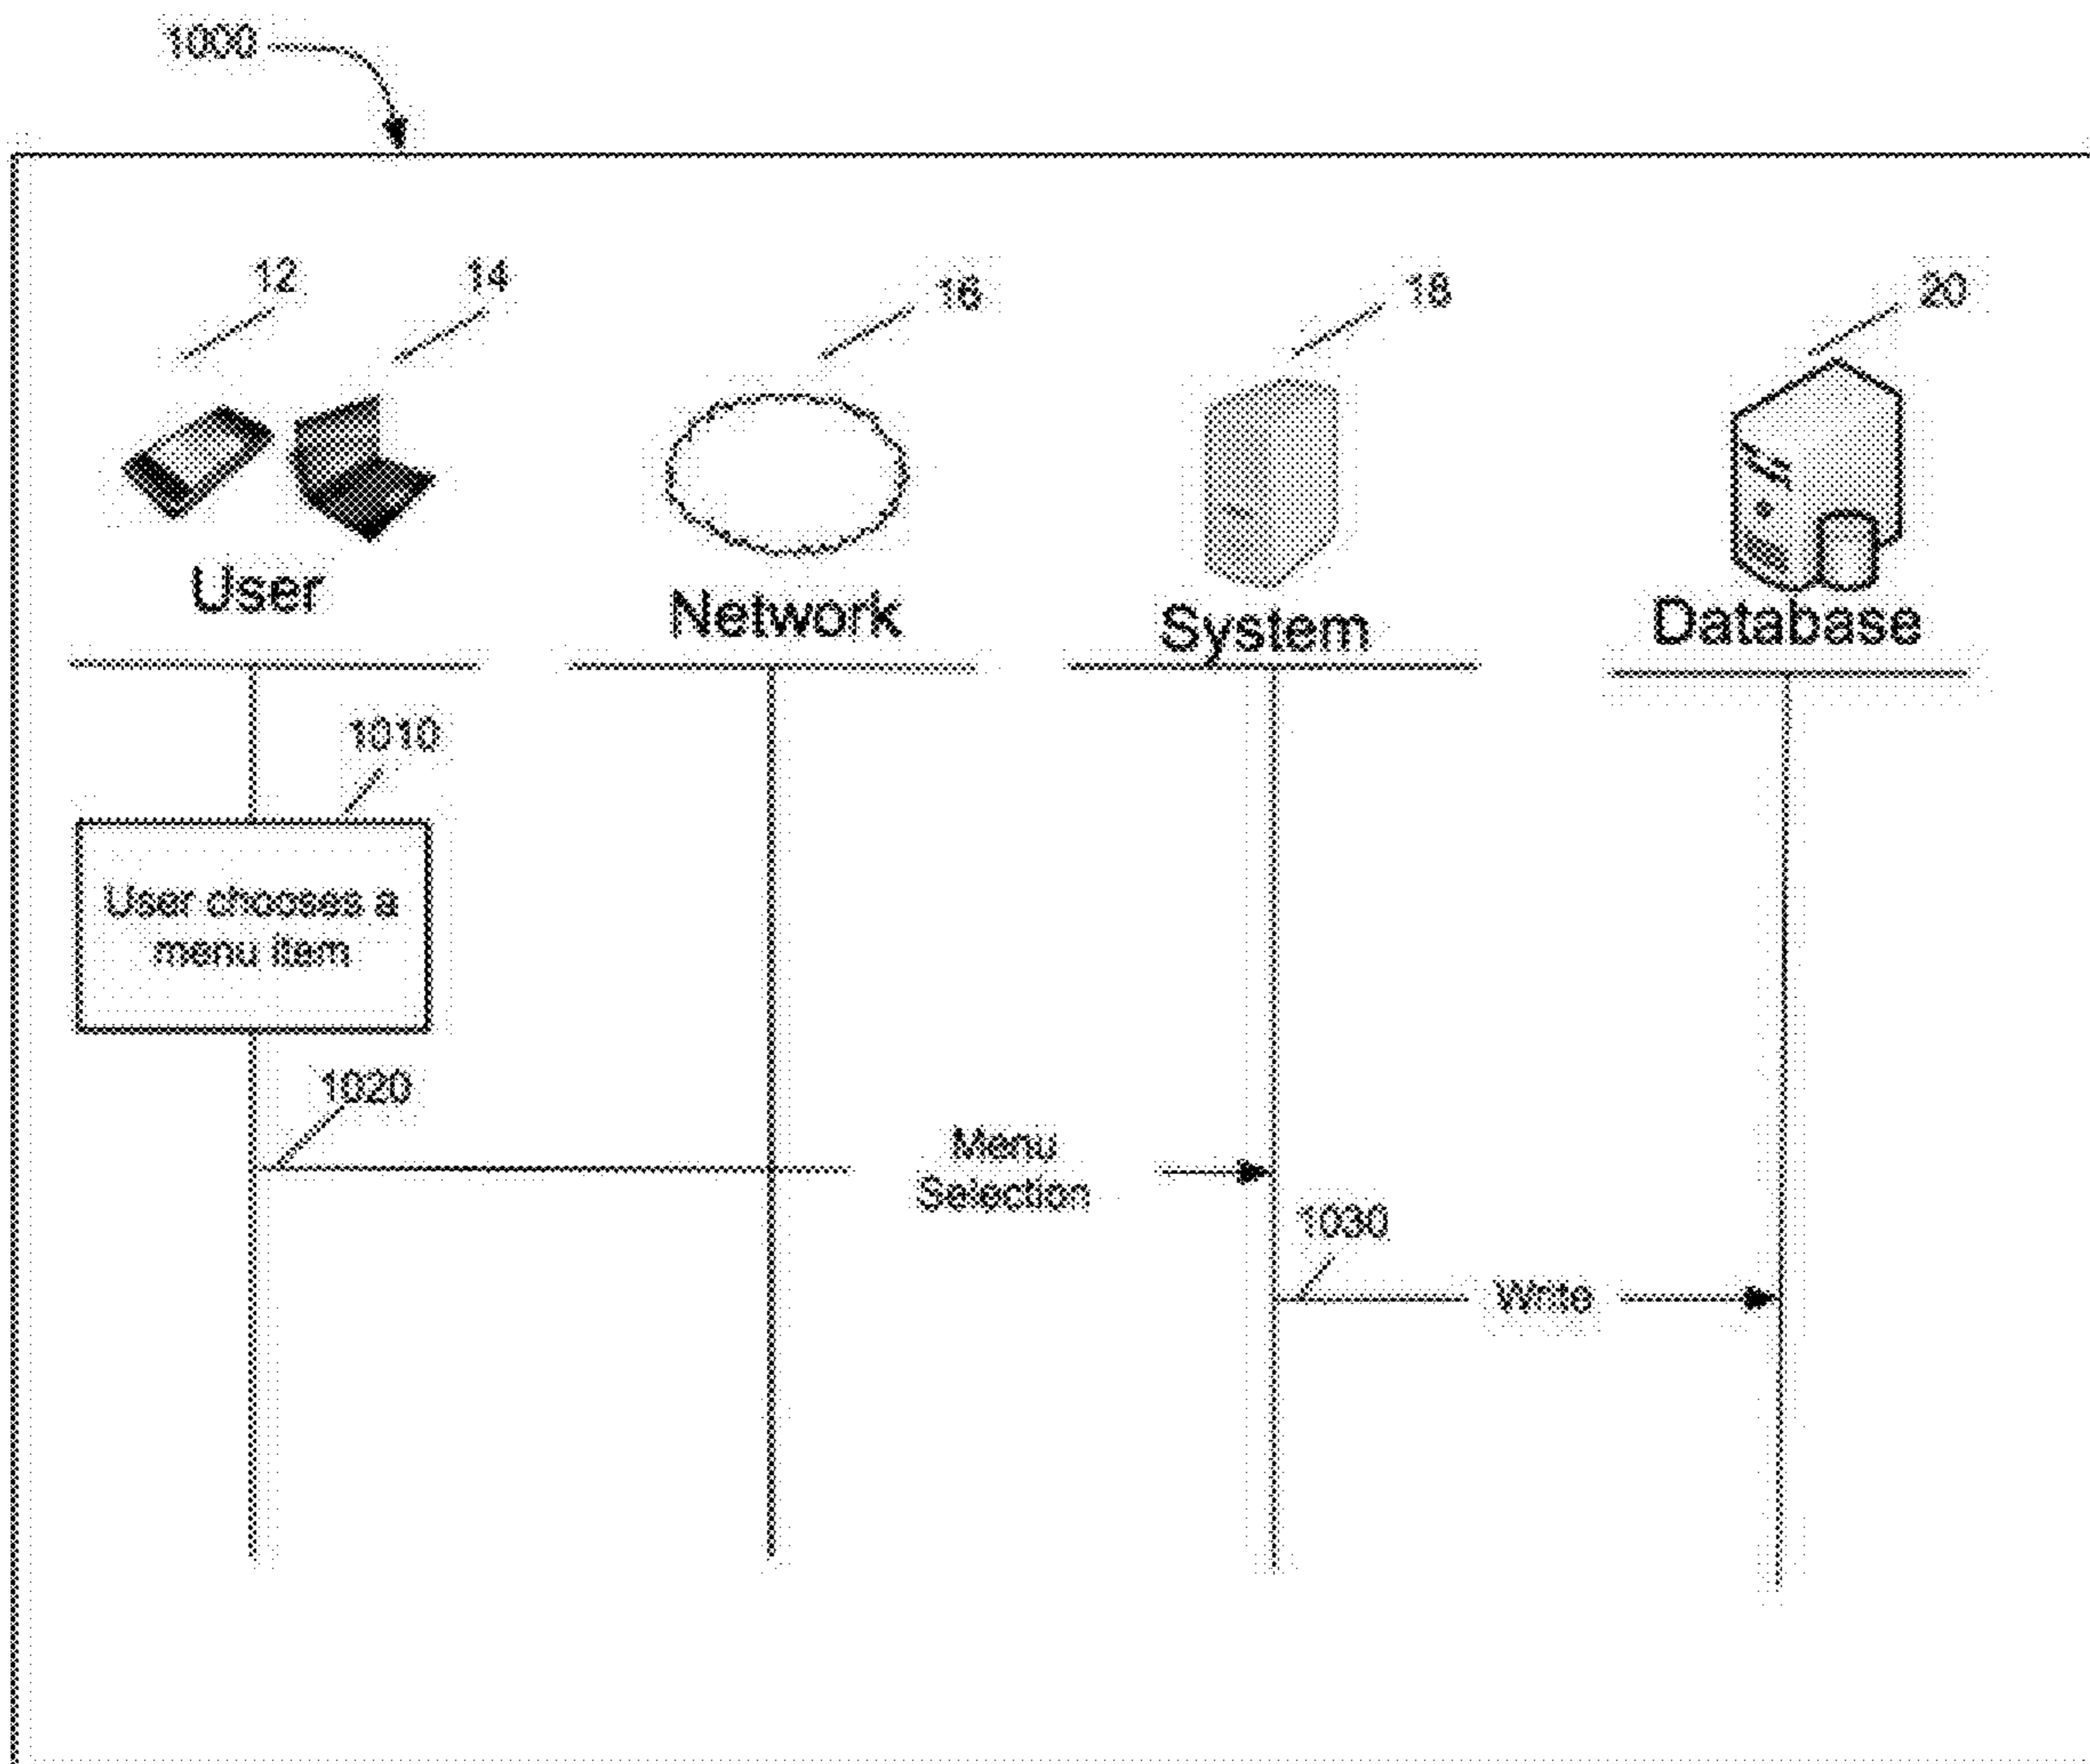 1000
12
14
16
18
20
User
Network
System
Database
1010
User chooses a
menu item
1020
Menu
Selection
1030
Write